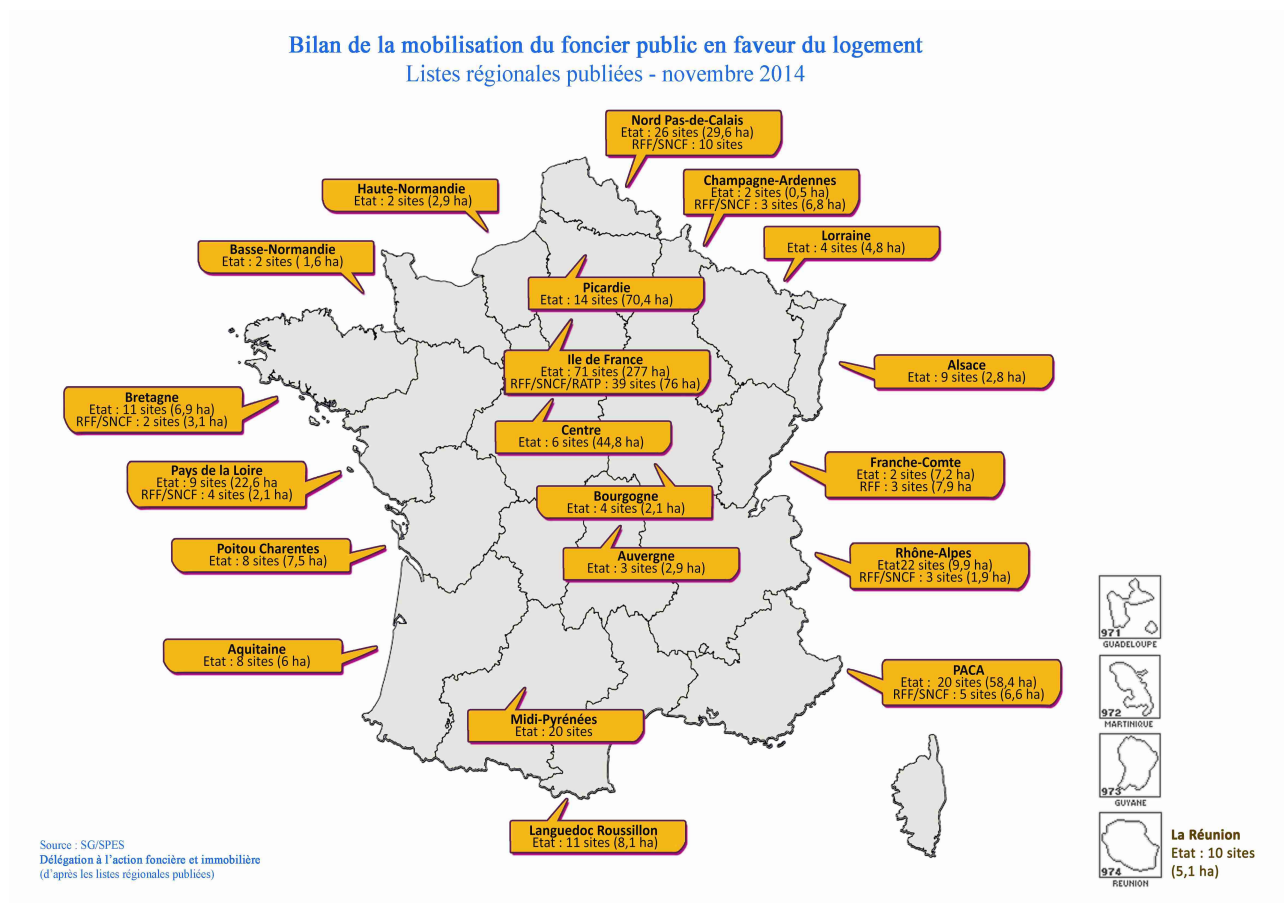 Bilan de la mobilisation du foncier public en faveur du logement
Listes régionales publiées - novembre 2014
Nord Pas-de-Calais
Etat : 26 sites (29,6 ha)
RFF/SNCF : 10 sites
Haute-Normandie
Etat : 2 sites (2,9 ha)
Champagne-Ardennes
Etat : 2 sites (0,5 ha)
RFF/SNCF : 3 sites (6,8 ha)
Basse-Normandie
Etat : 2 sites ( 1,6 ha)
Lorraine
Etat : 4 sites (4,8 ha)
Picardie
Etat : 14 sites (70,4 ha)
Ile de France
Etat : 71 sites (277 ha)
RFF/SNCF/RATP : 39 sites (76 ha)
Alsace
Etat : 9 sites (2,8 ha)
Bretagne
Etat : 11 sites (6,9 ha)
RFF/SNCF : 2 sites (3,1 ha)
Centre
Etat : 6 sites (44,8 ha)
Pays de la Loire
Etat : 9 sites (22,6 ha
RFF/SNCF : 4 sites (2,1 ha)
Franche-Comte
Etat : 2 sites (7,2 ha)
RFF : 3 sites (7,9 ha
Bourgogne
Etat : 4 sites (2,1 ha)
Poitou Charentes
Etat : 8 sites (7,5 ha)
Auvergne
Etat : 3 sites (2,9 ha)
Rhône-Alpes
Etat22 sites (9,9 ha)
RFF/SNCF : 3 sites (1,9 ha)
Aquitaine
Etat : 8 sites (6 ha)
PACA
Etat : 20 sites (58,4 ha)
RFF/SNCF : 5 sites (6,6 ha)
Midi-Pyrénées
Etat : 20 sites
Languedoc Roussillon
Etat : 11 sites (8,1 ha)
971
GUADELOUPE
972
MARTINIQUE
973
GUYANE
974
REUNION
La Réunion
Etat : 10 sites
(5,1 ha)
Source : SG/SPES
Délégation à l'action foncière et immobilière
(d'après les listes régionales publiées)